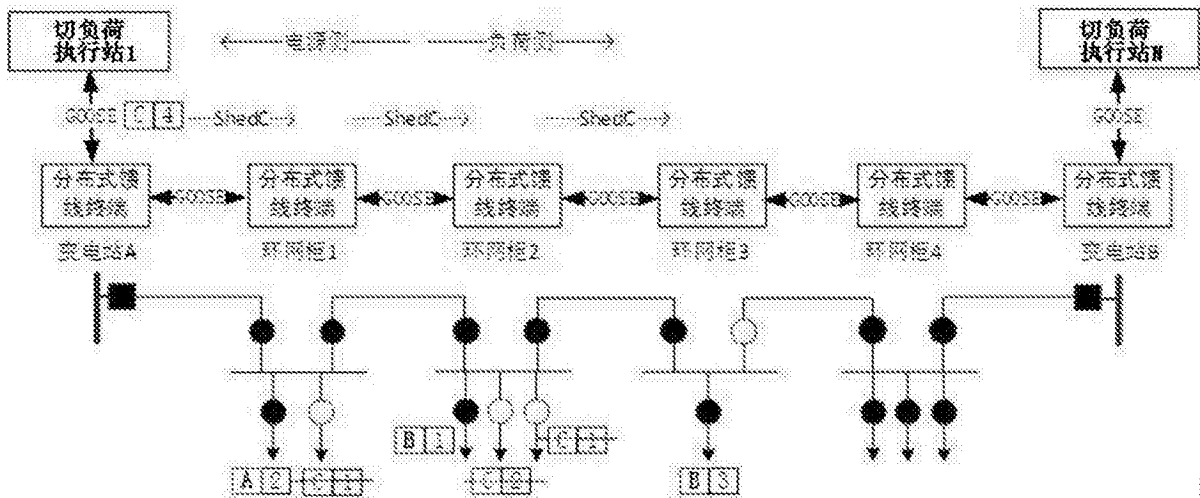 切负荷
执行站1
电源侧
负荷侧
切负荷
执行站N
GOOSE
C 4
ShedC
ShedC
ShedC
GOOSE
分布式馈
线终端
GOOSE
分布式馈
线终端
GOOSE
分布式馈
线终端
GOOSE
分布式馈
线终端
GOOSE
分布式馈
线终端
GOOSE
分布式馈
线终端
变电站A
环网柜1
环网柜2
环网柜3
环网柜4
变电站B
B 1
C 1
A 2
C 1
C 2
B 3